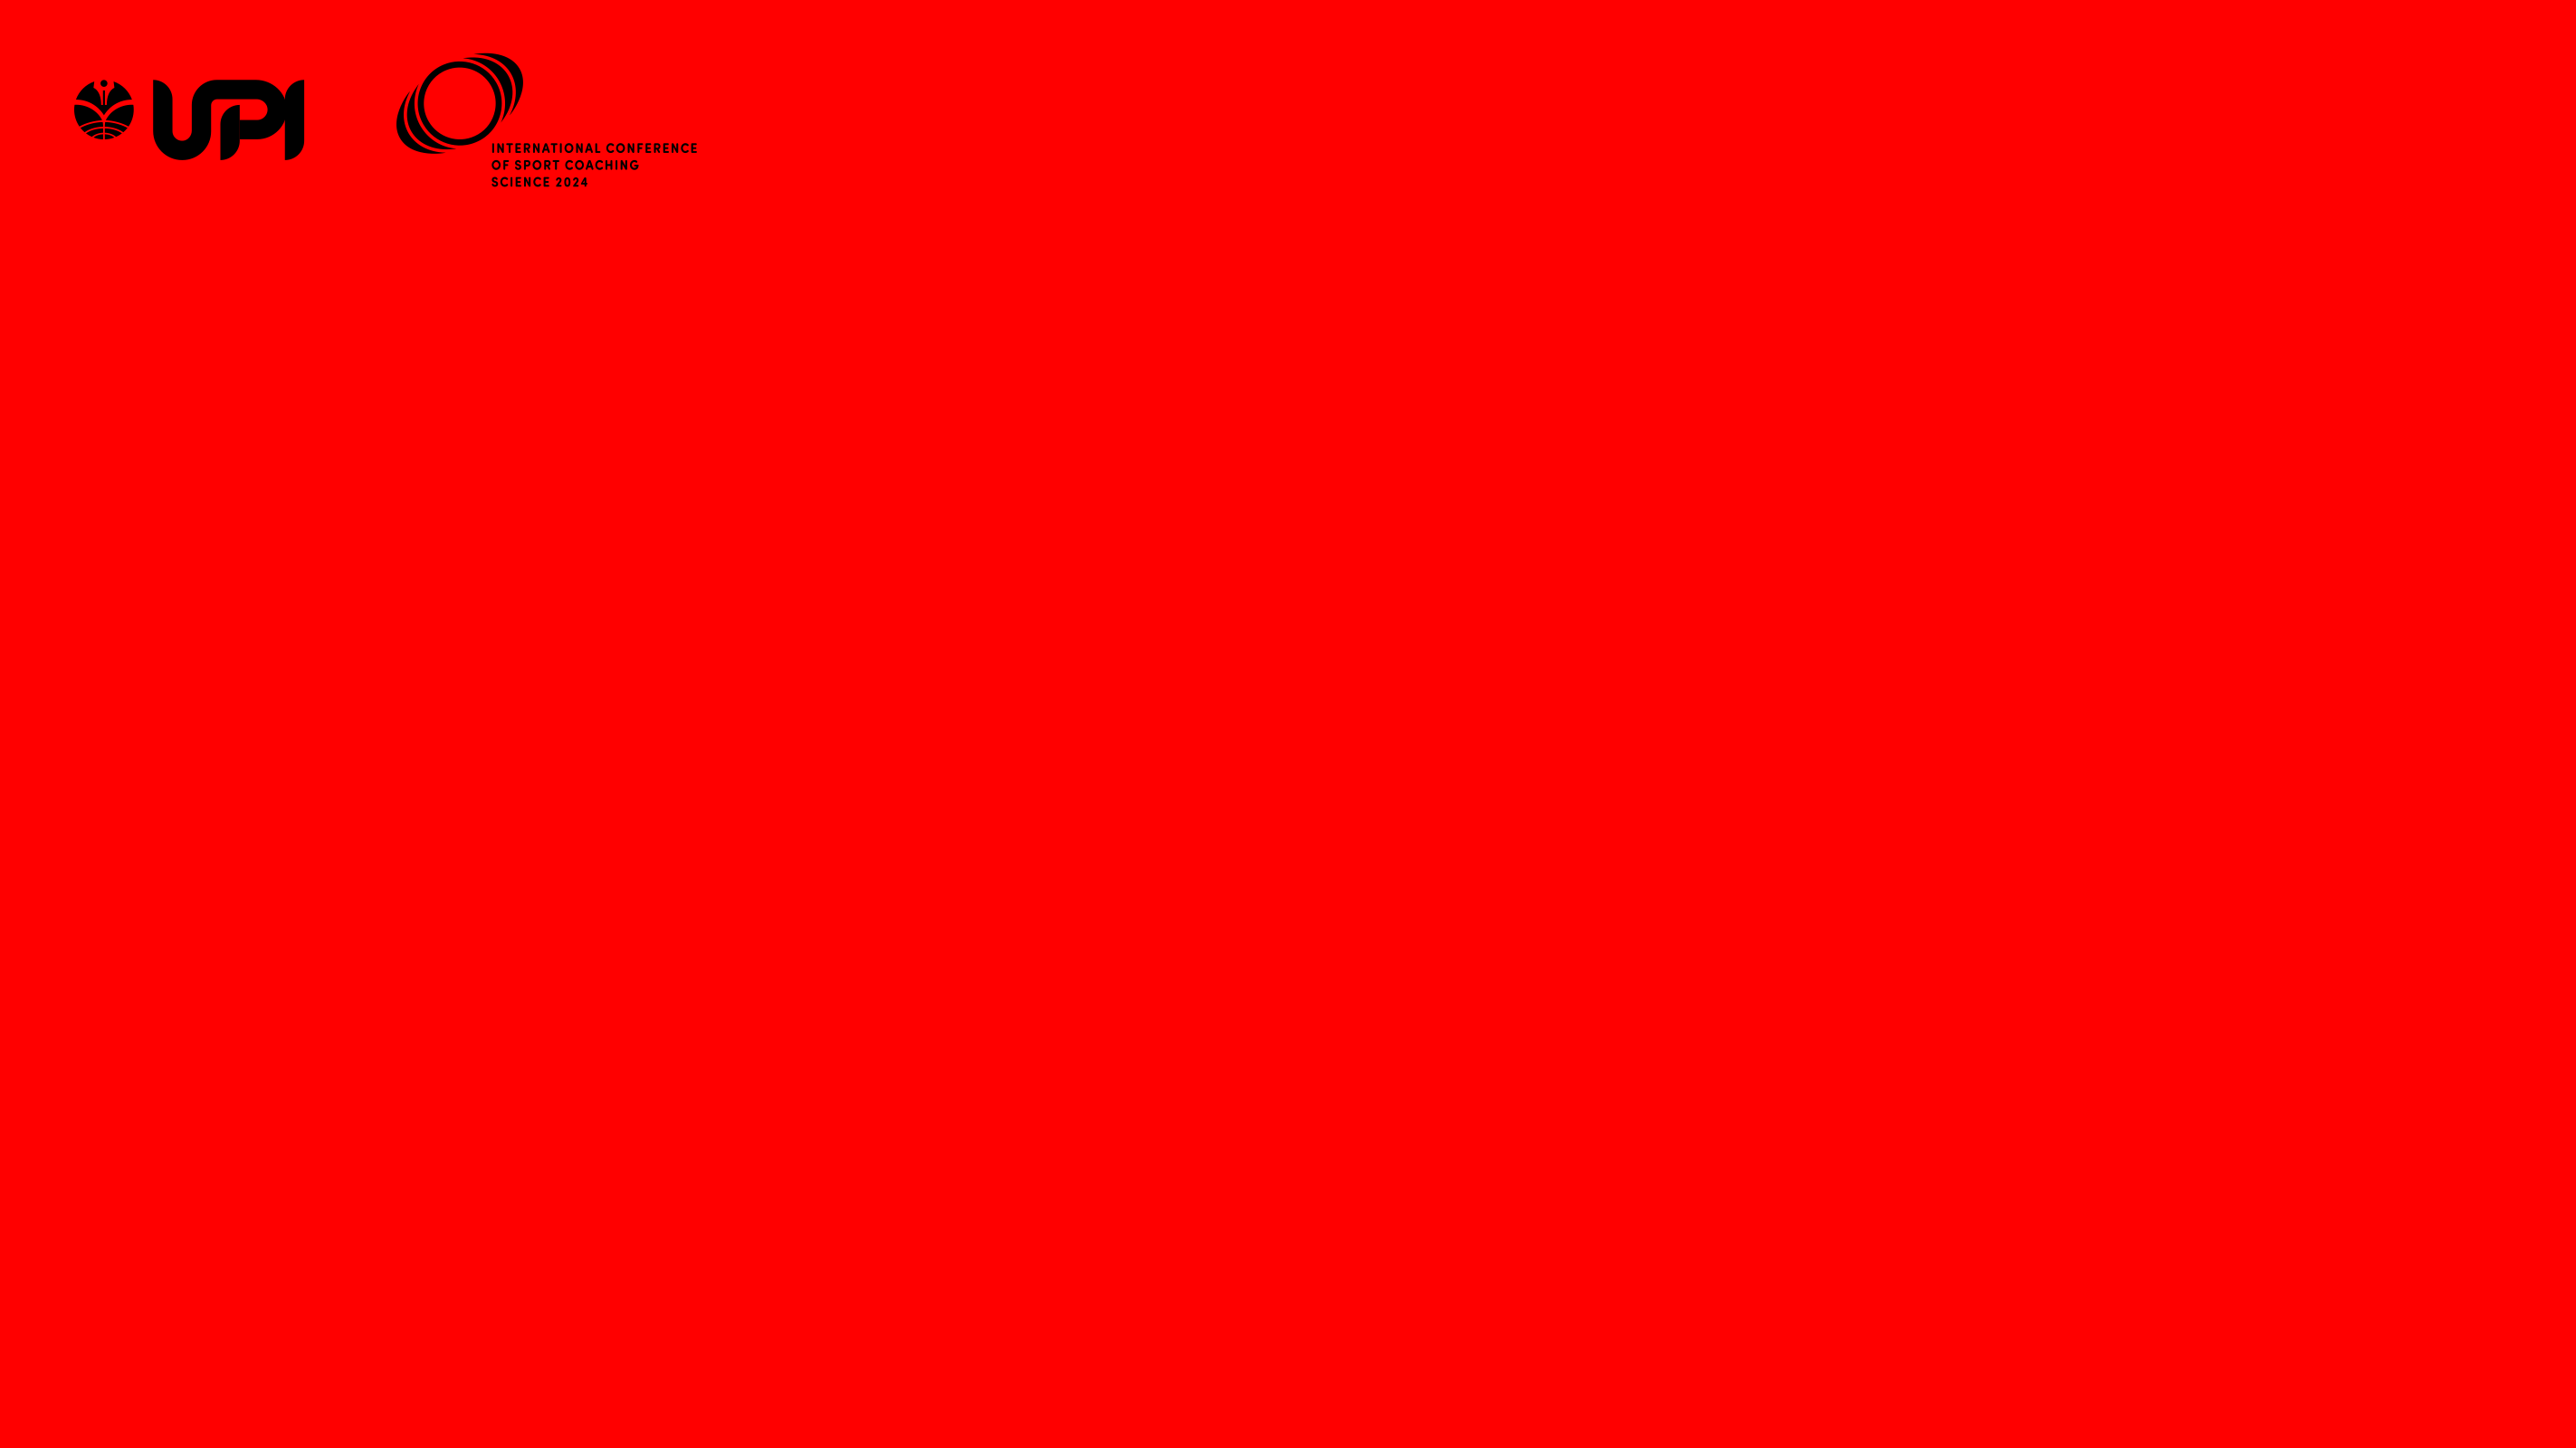 UPI
INTERNATIONAL CONFERENCE
OF SPORT COACHING
SCIENCE 2024